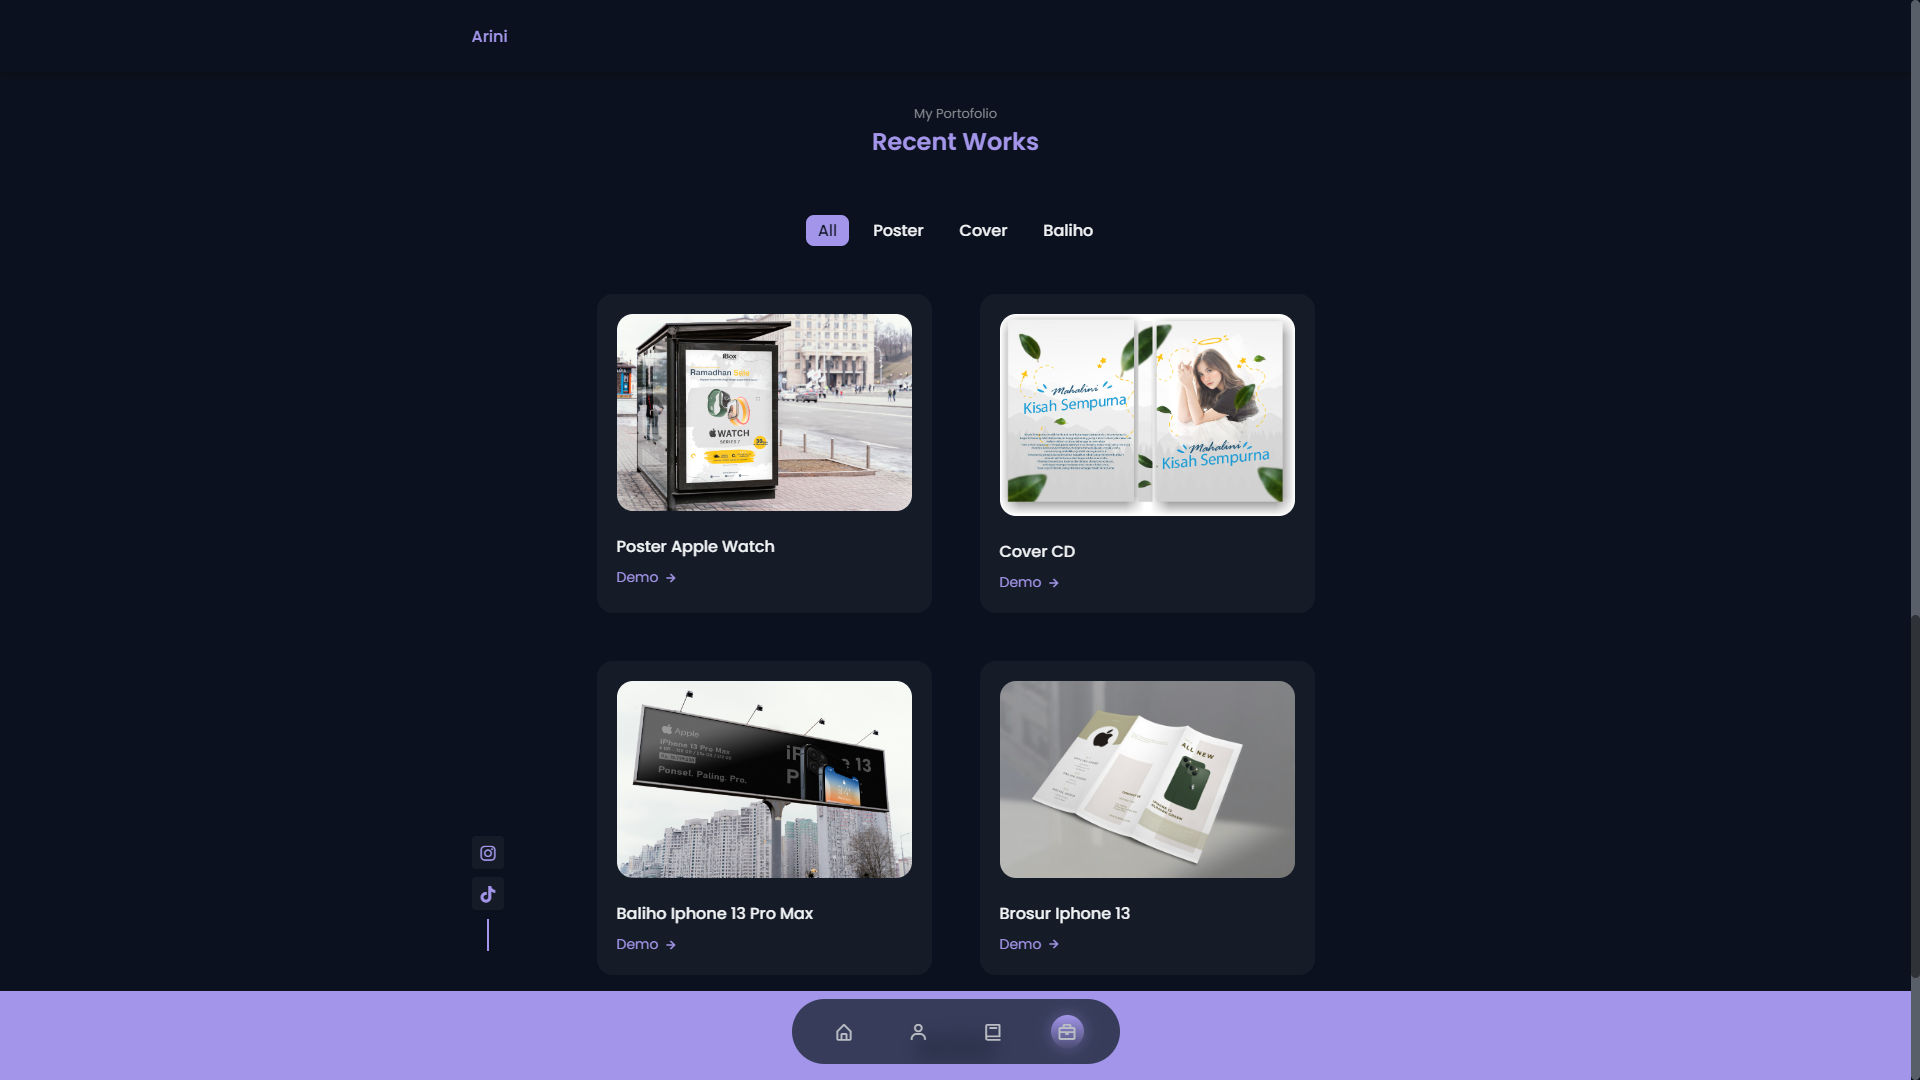 Arini
My Portofolio
Recent Works
All
Poster
Cover
Baliho
iBox
Ramadhan Sale
WATCH
SERIES 7
Mahalini
Kisah Sempurna
Mahalini
Kisah Sempurna
Poster Apple Watch
Demo
Cover CD
Demo
Apple
iPhone 13 Pro Max
Ponsel. Paling. Pro.
ALL NEW
Baliho Iphone 13 Pro Max
Demo
Brosur Iphone 13
Demo